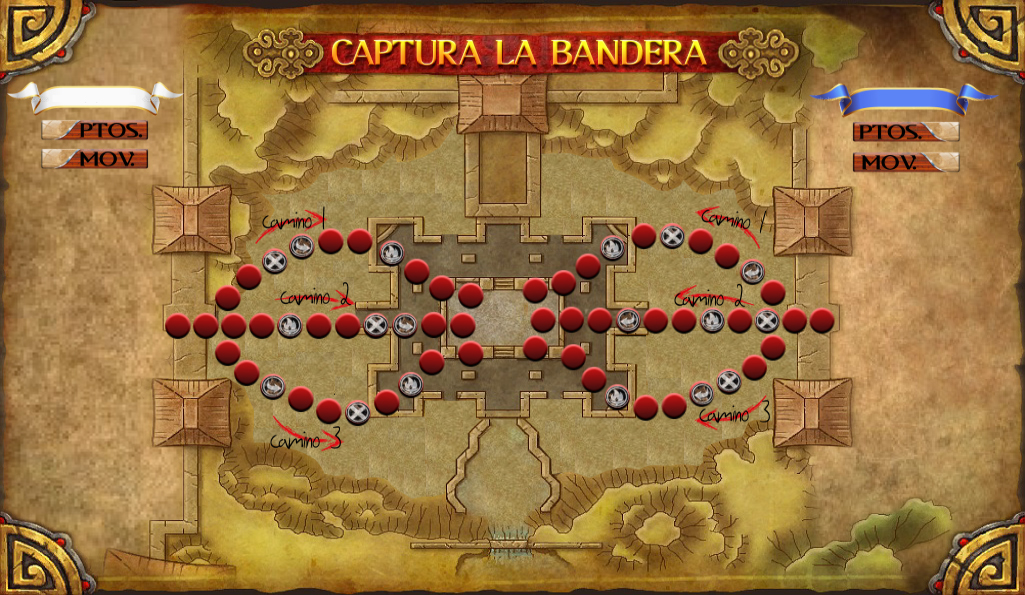 CAPTURA LA BANDERA
PTOS.
MOV.
PTOS.
MOV.
Camino 1
Camino 1
Camino 2
Camino 2
Camino 3
Camino 3